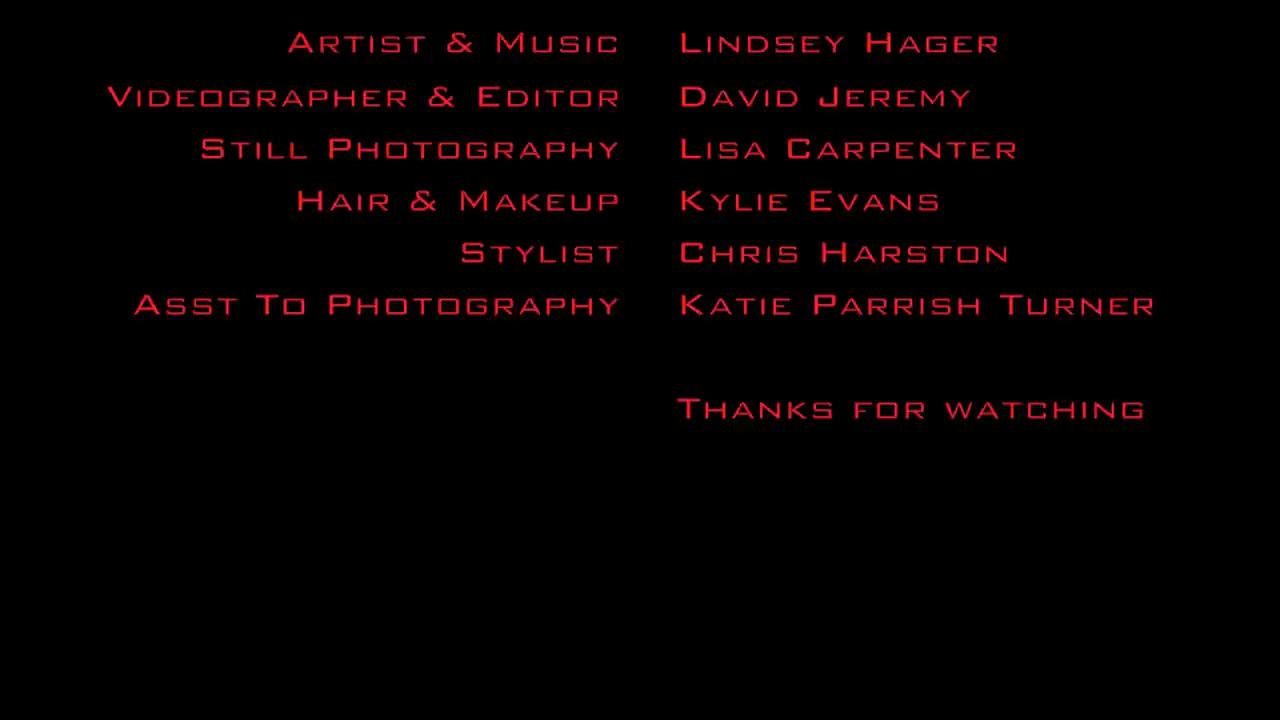 Artist & Music Lindsey Hager
Videographer & Editor David Jeremy
Still Photography Lisa Carpenter
Hair & Makeup Kylie Evans
Stylist Chris Harston
Asst To Photography Katie Parrish Turner
Thanks for watching